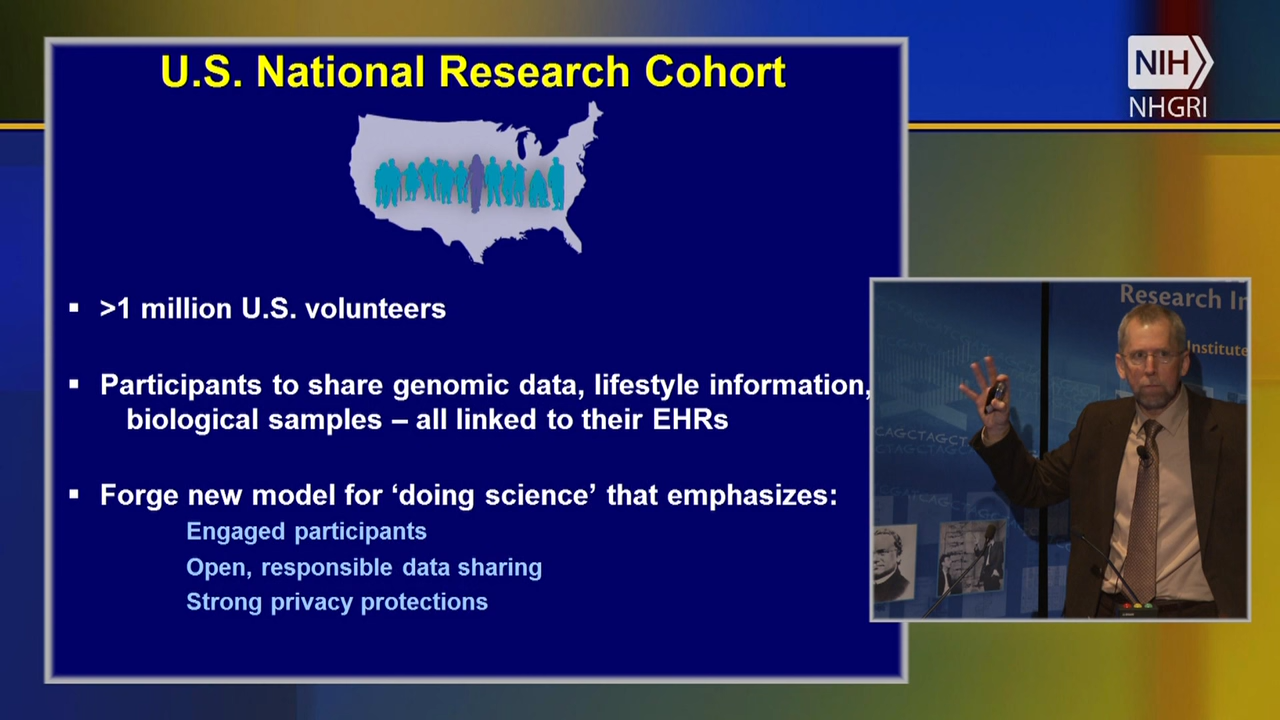 U.S. National Research Cohort
NIH
NHGRI
▪ >1 million U.S. volunteers
▪ Participants to share genomic data, lifestyle information,
biological samples – all linked to their EHRs
▪ Forge new model for ‘doing science’ that emphasizes:
Engaged participants
Open, responsible data sharing
Strong privacy protections
Research In
Institute
CAGCTAGCT